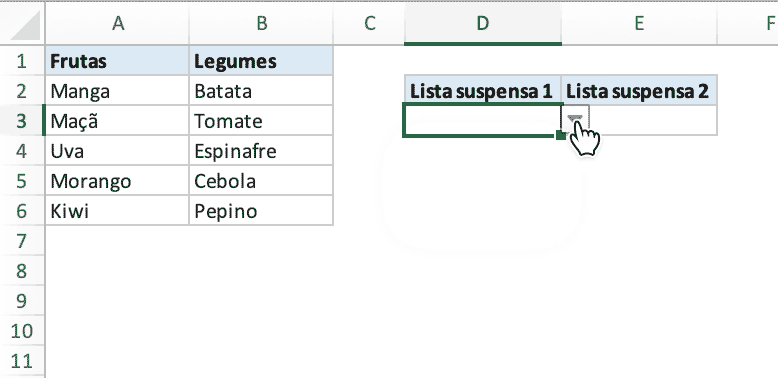 A B C D E F
1 Frutas Legumes
2 Manga Batata Lista suspensa 1 Lista suspensa 2
3 Maçã Tomate
4 Uva Espinafre
5 Morango Cebola
6 Kiwi Pepino
7
8
9
10
11